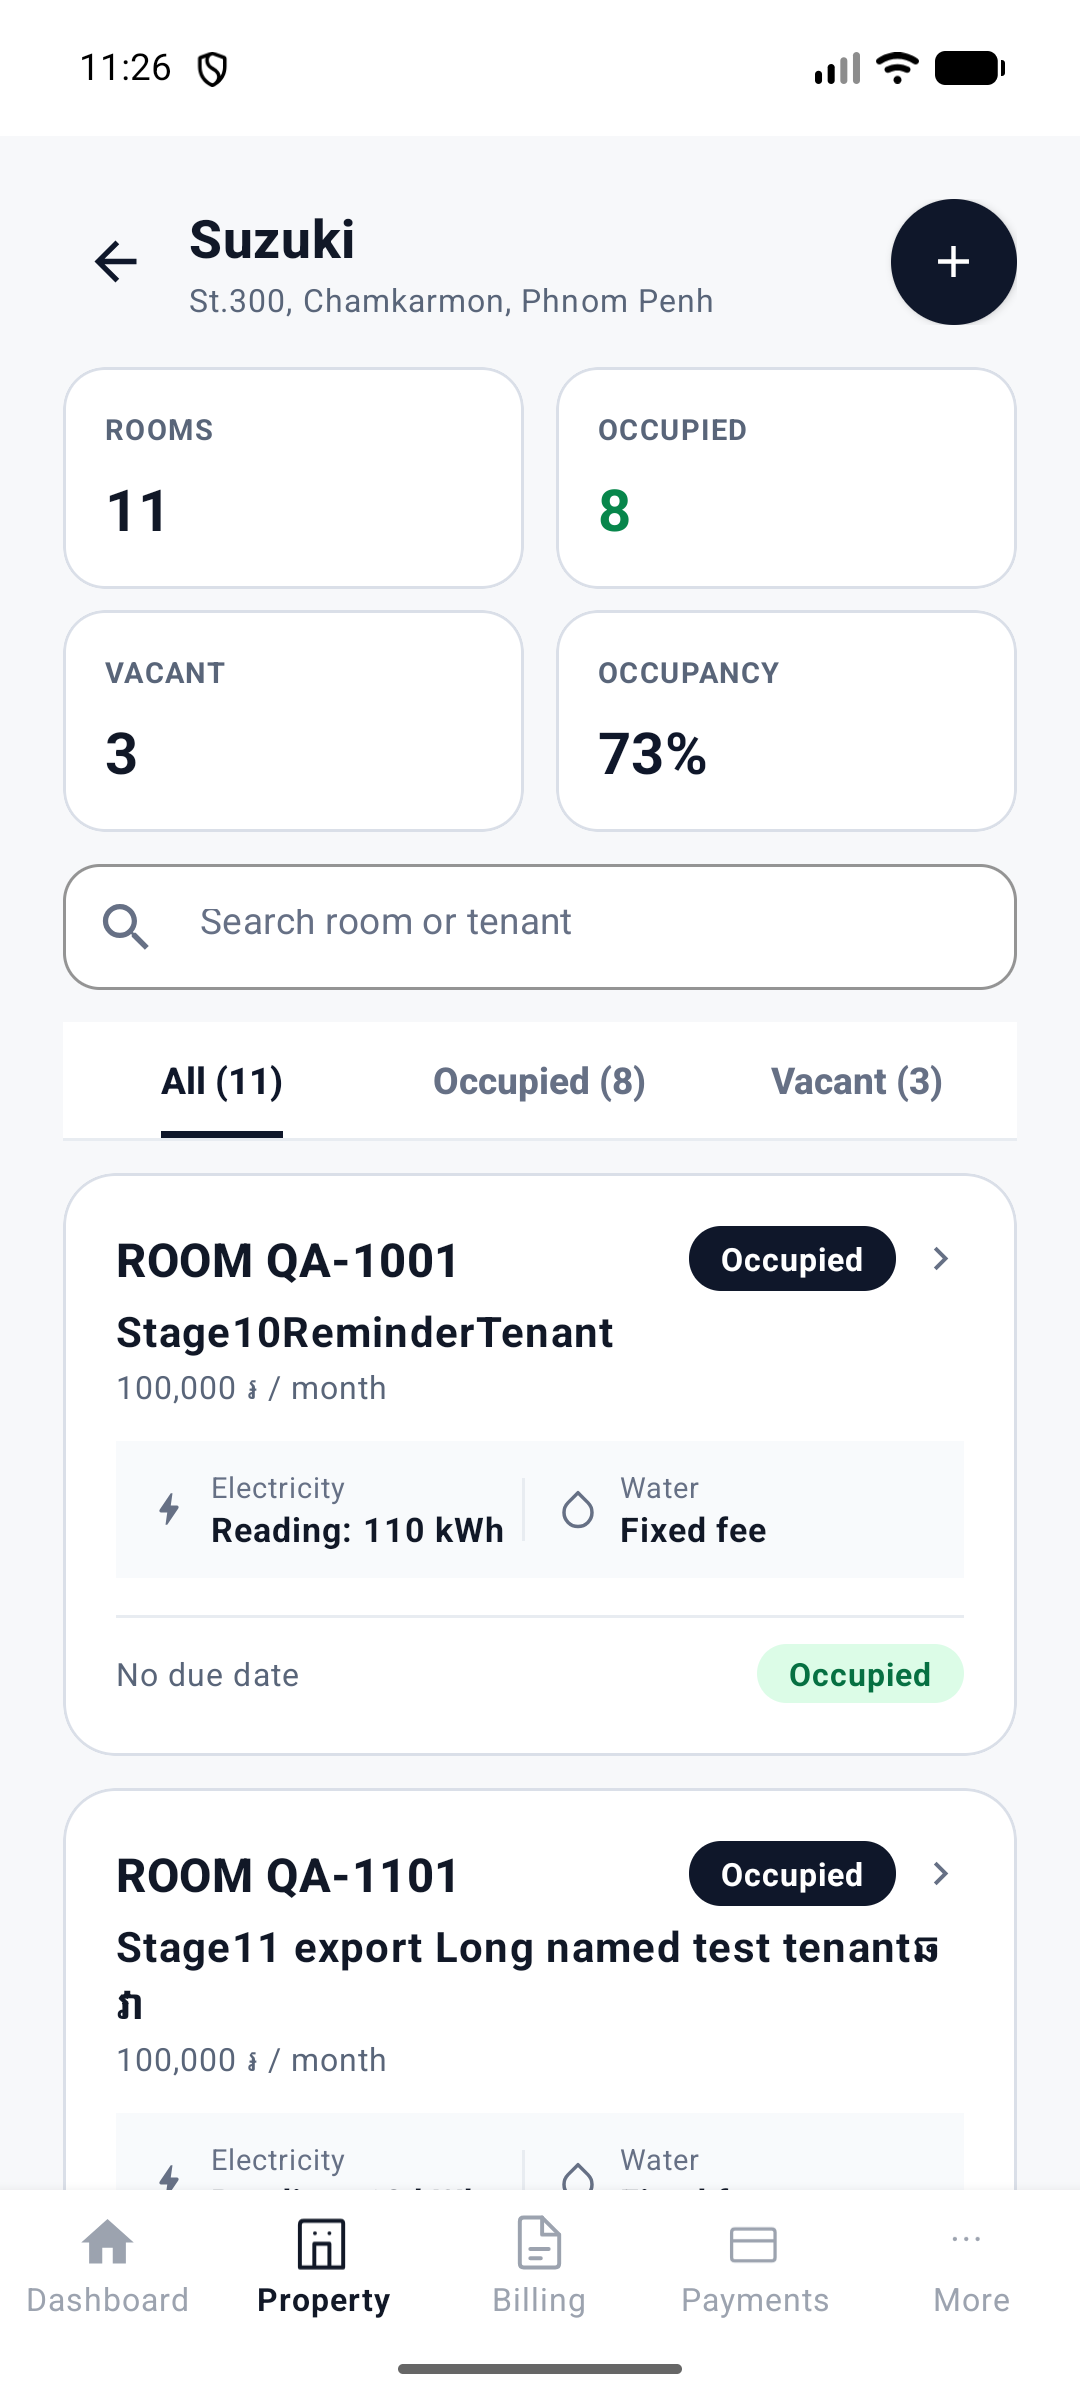 11:26
Suzuki
St.300, Chamkarmon, Phnom Penh
ROOMS
11
OCCUPIED
8
VACANT
3
OCCUPANCY
73%
Search room or tenant
All (11)
Occupied (8)
Vacant (3)
ROOM QA-1001
Occupied
Stage10ReminderTenant
100,000 ៛ / month
Electricity
Reading: 110 kWh
Water
Fixed fee
No due date
Occupied
ROOM QA-1101
Occupied
Stage11 export Long named test tenantឆ
វា
100,000 ៛ / month
Electricity
Water
Dashboard
Property
Billing
Payments
More